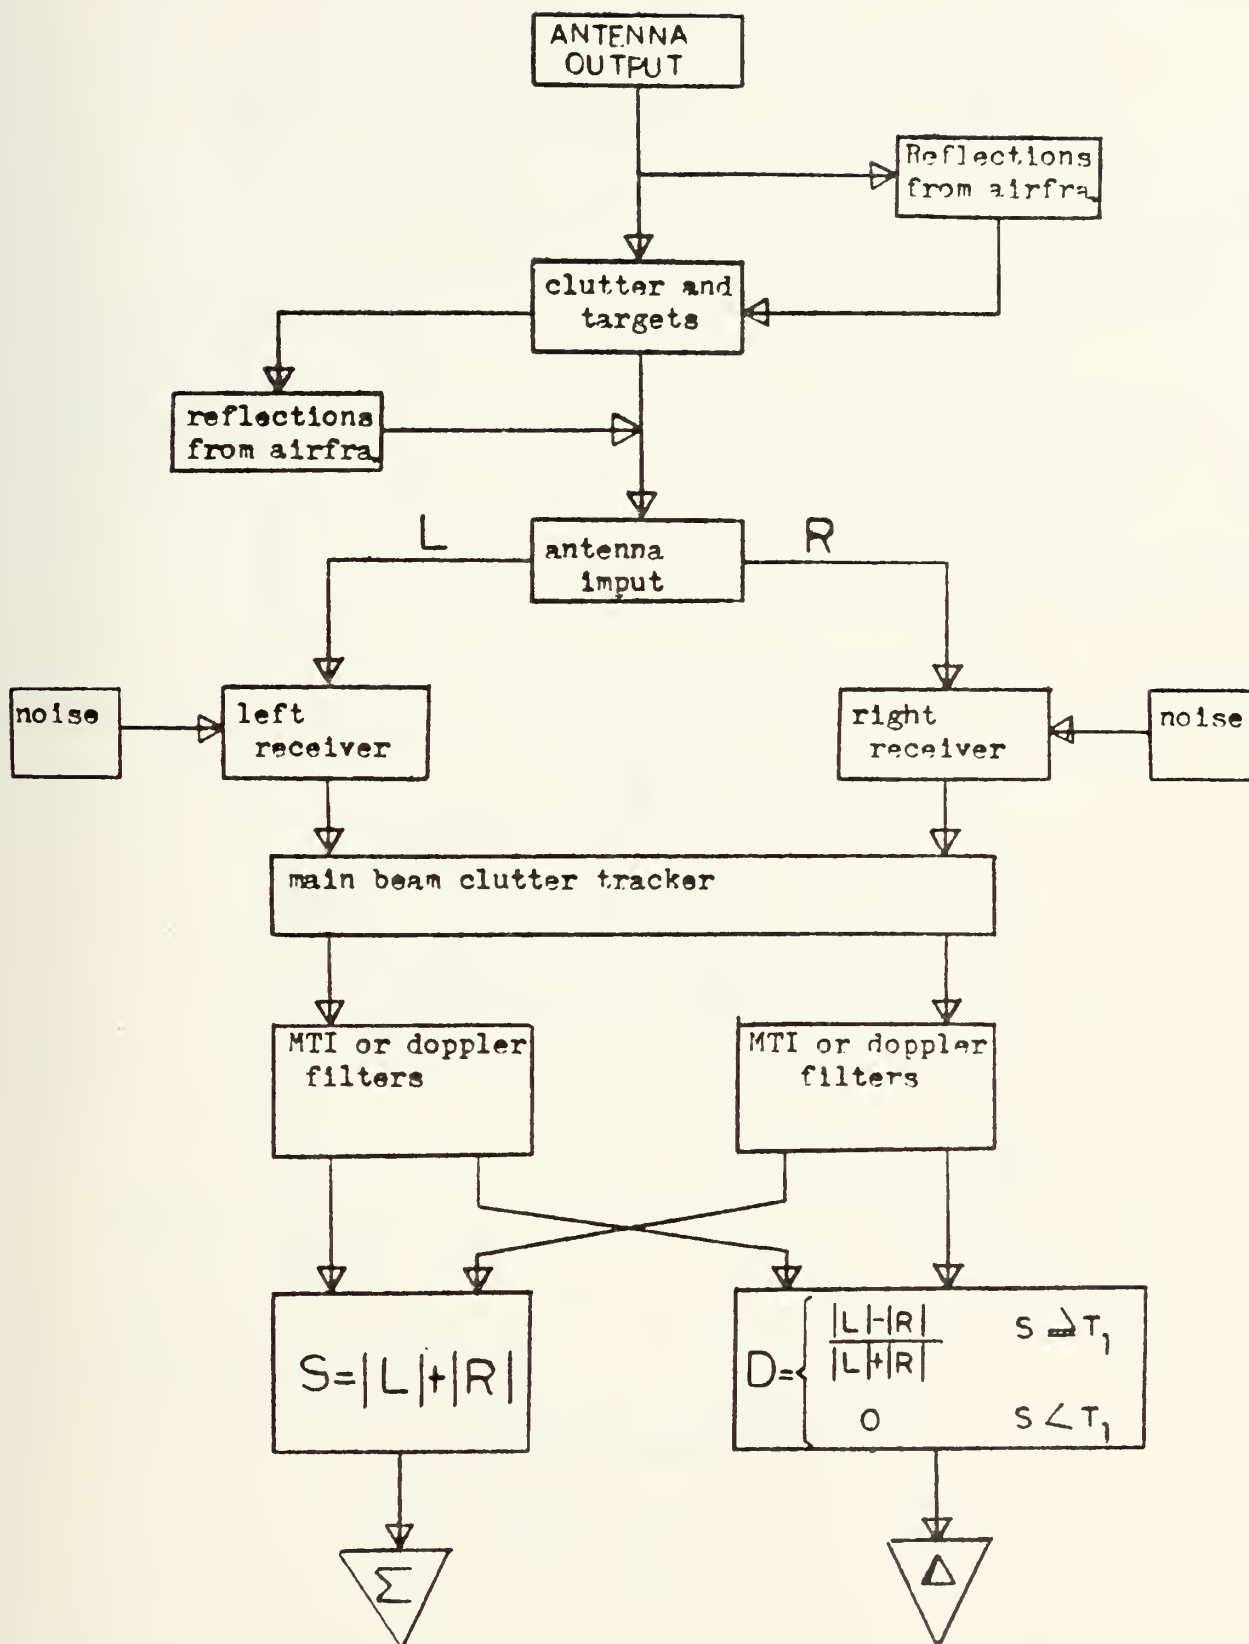 ANTENNA
OUTPUT
Reflections
from airfra
clutter and
targets
reflections
from airfra
L
R
antenna
imput
noise
left
receiver
right
receiver
noise
main beam clutter tracker
MTI or doppler
filters
MTI or doppler
filters
S=|L|+|R|
D={ |L|-|R| / |L|+|R| S ≥ T₁
0 S < T₁
Σ
Δ